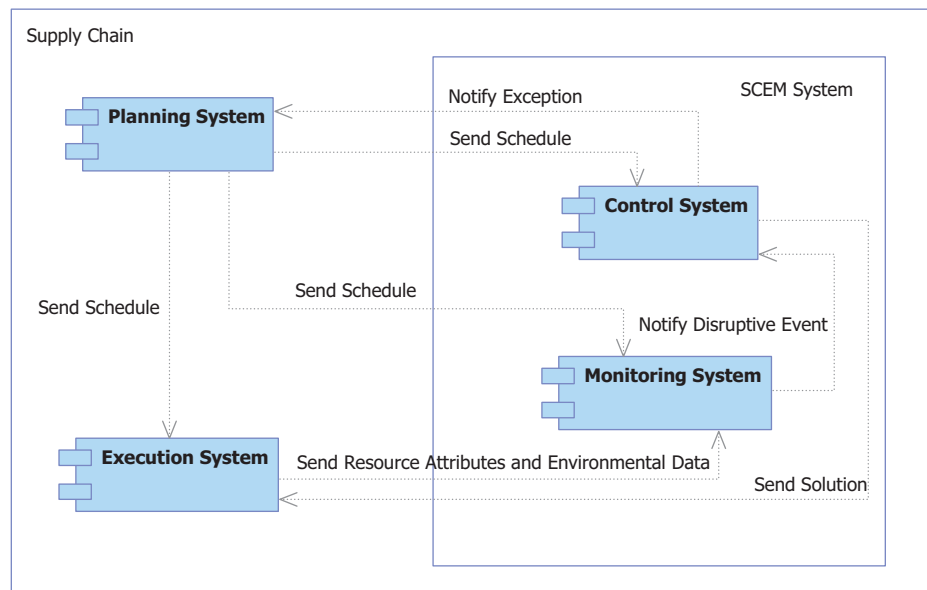 Supply Chain
SCEM System
Notify Exception
Planning System
Send Schedule
Control System
Send Schedule
Send Schedule
Notify Disruptive Event
Monitoring System
Execution System
Send Resource Attributes and Environmental Data
Send Solution